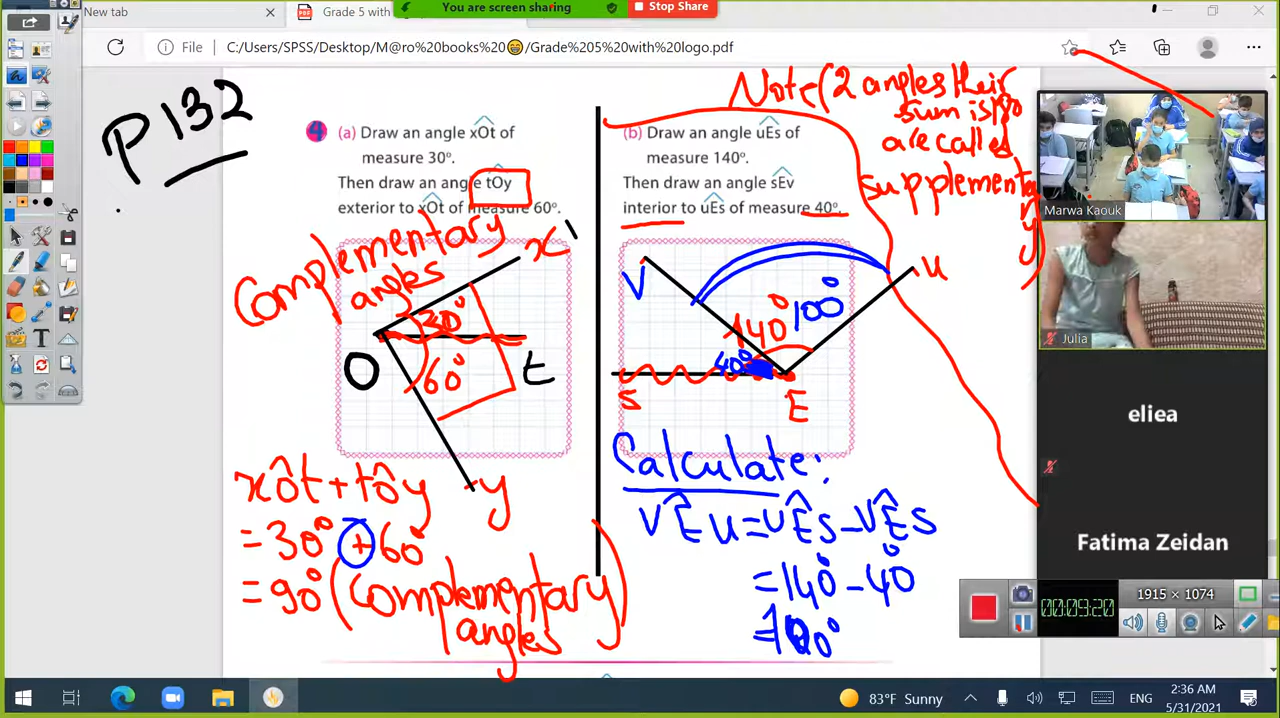 New tab
Grade 5 with
You are screen sharing
Stop Share
File
C:/Users/SPSS/Desktop/M@ro%20books%20😄/Grade%205%20with%20logo.pdf
P132
4 (a) Draw an angle xOt of
measure 30°.
Then draw an angle tOy
exterior to xOt of measure 60°.
Complementary
angles
x'
30°
60°
O
t
y
xÔt+tÔy
=30°+60°
=90° (Complementary
angles
(b) Draw an angle uEs of
measure 140°.
Then draw an angle sEv
interior to uEs of measure 40°.
Note (2 angles their
sum is 180
are called
supplementary)
V
u
140°
100°
40°
S
E
Calculate:
VÊu=UÊS-VÊS
=140°-40°
=100°
Marwa Kaouk
Julia
eliea
Fatima Zeidan
1915 × 1074
00:09:20
83°F Sunny
ENG
2:36 AM
5/31/2021